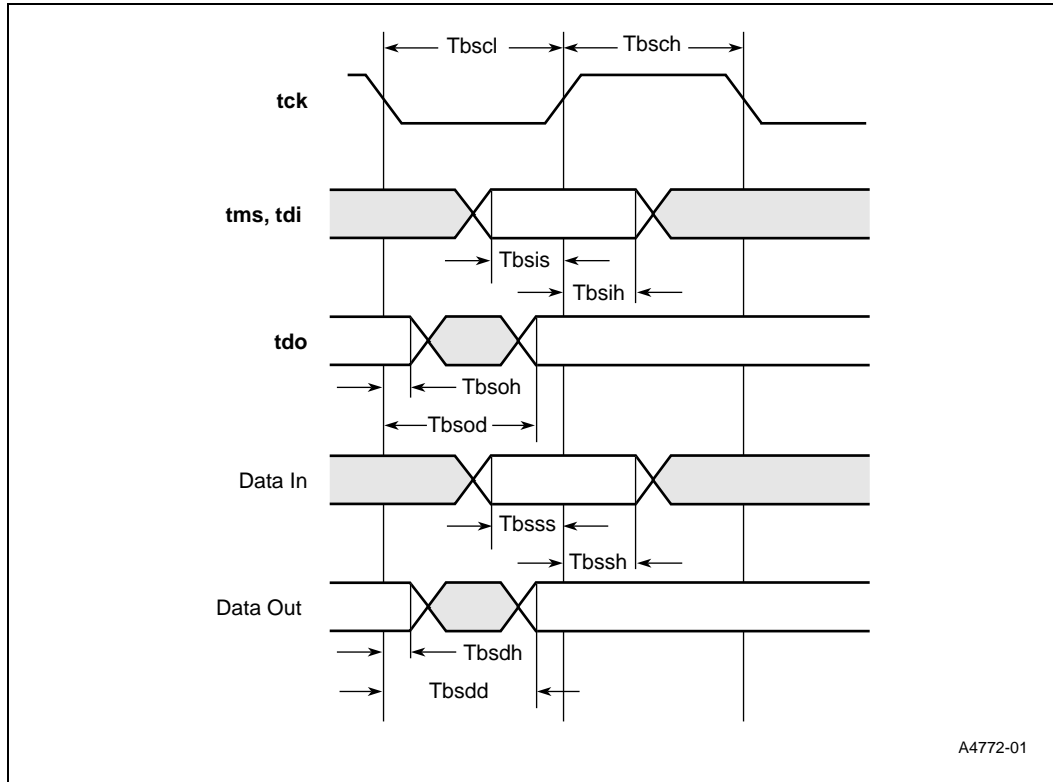 Tbscl
Tbsch
tck
tms, tdi
Tbsis
Tbsih
tdo
Tbsoh
Tbsod
Data In
Tbsss
Tbssh
Data Out
Tbsdh
Tbsdd
A4772-01